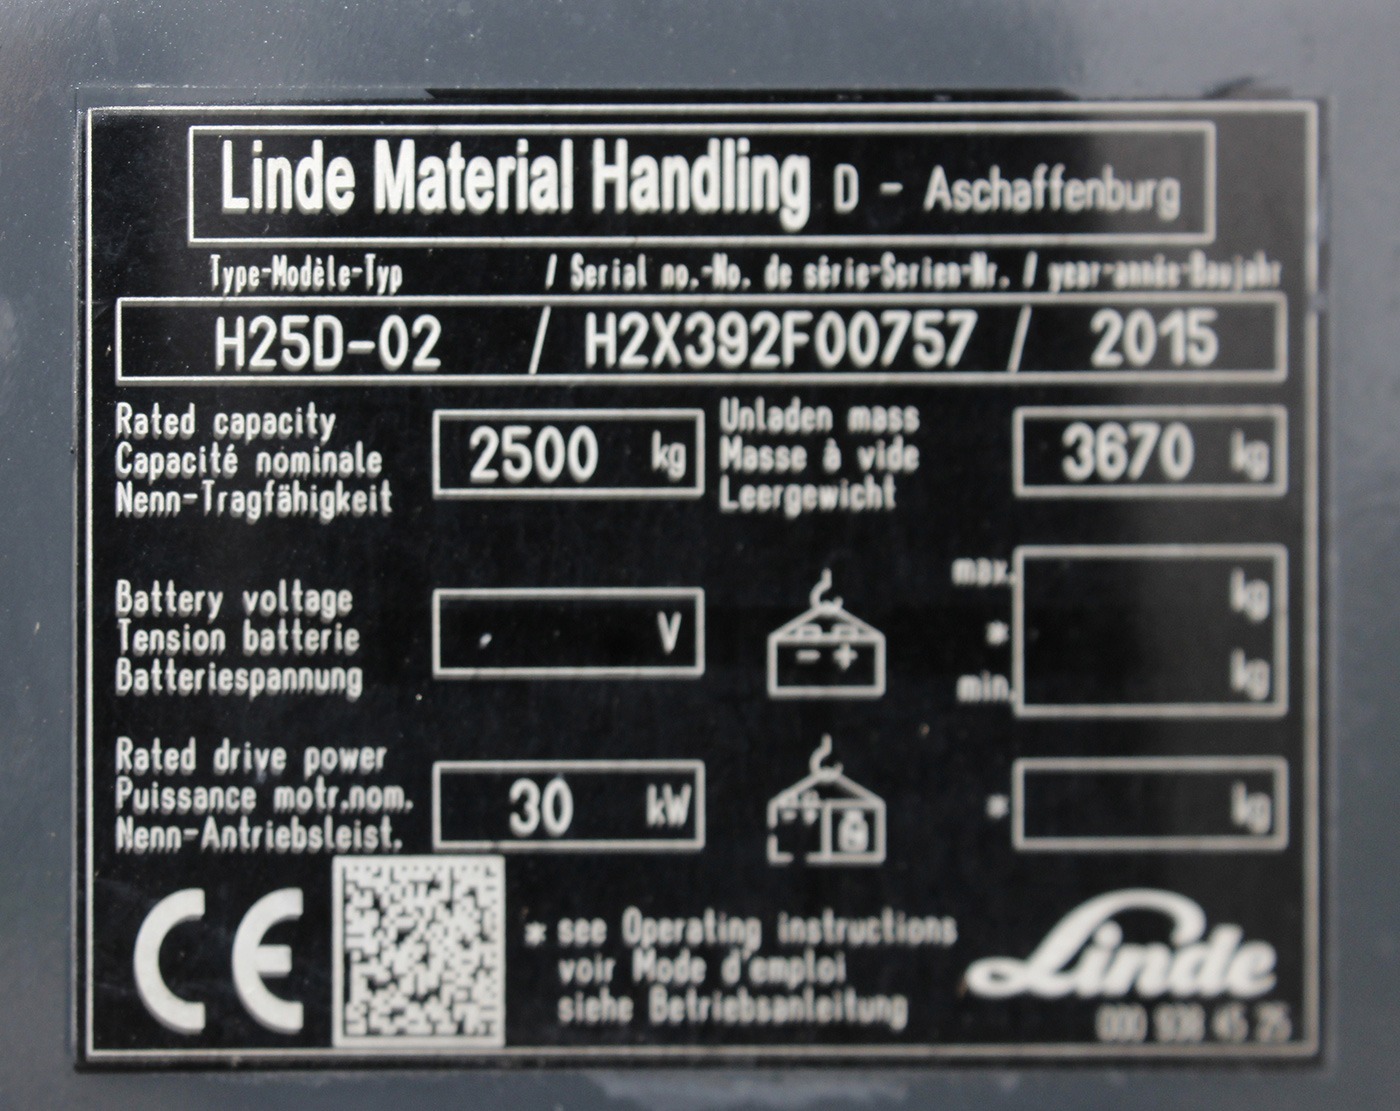 Linde Material Handling D - Aschaffenburg
Type-Modèle-Typ / Serial no.-No. de série-Serien-Nr. / year-année-Baujahr
H25D-02 / H2X392F00757 / 2015
Rated capacity
Capacité nominale
Nenn-Tragfähigkeit
2500 kg
Unladen mass
Masse à vide
Leergewicht
3670 kg
Battery voltage
Tension batterie
Batteriespannung
V
- +
max. kg
*
min. kg
Rated drive power
Puissance motr.nom.
Nenn-Antriebsleist.
30 kW
* kg
CE
* see Operating instructions
voir Mode d'emploi
siehe Betriebsanleitung
Linde
000 938 45 25